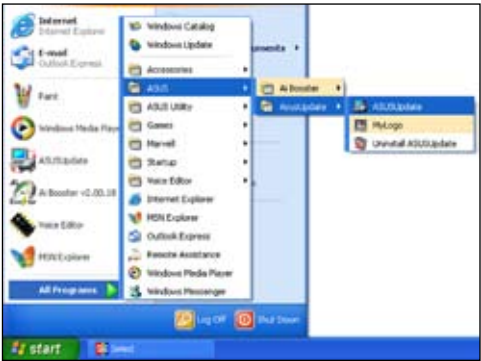 Internet
Internet Explorer
E-mail
Outlook Express
Paint
Windows Media Play
ASUSUpdate
Ai Booster v2.00.18
Voice Editor
MSN Explorer
All Programs
Windows Catalog
Windows Update
Accessories
ASUS
ASUS Utility
Games
Marvell
Startup
Voice Editor
Internet Explorer
MSN Explorer
Outlook Express
Remote Assistance
Windows Media Player
Windows Messenger
ocuments
Ai Booster
AsusUpdate
ASUSUpdate
MyLogo
Uninstall ASUSUpdate
Log Off
Shut Down
start